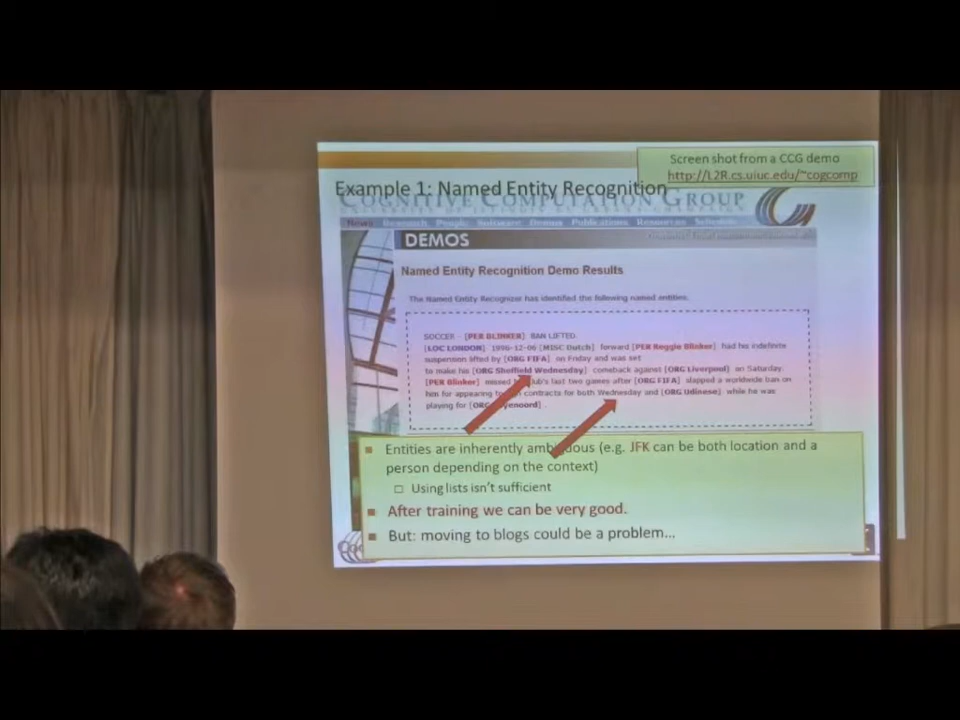 Screen shot from a CCG demo
http://L2R.cs.uiuc.edu/~cogcomp
Example 1: Named Entity Recognition
COGNITIVE COMPUTATION GROUP
News Research People Software Demos Publications Resources
DEMOS
Named Entity Recognition Demo Results
The Named Entity Recognizer has identified the following named entities.
SOCCER - [PER BLINKER] BAN LIFTED.
[LOC LONDON] 1996-12-06 [MISC Dutch] forward [PER Reggie Blinker] had his indefinite
suspension lifted by [ORG FIFA] on Friday and was set
to make his [ORG Sheffield Wednesday] comeback against [ORG Liverpool] on Saturday.
[PER Blinker] missed club's last two games after [ORG FIFA] slapped a worldwide ban on
him for appearing to contracts for both Wednesday and [ORG Udinese] while he was
playing for [ORG
■ Entities are inherently ambiguous (e.g. JFK can be both location and a
person depending on the context)
□ Using lists isn't sufficient
■ After training we can be very good.
■ But: moving to blogs could be a problem...